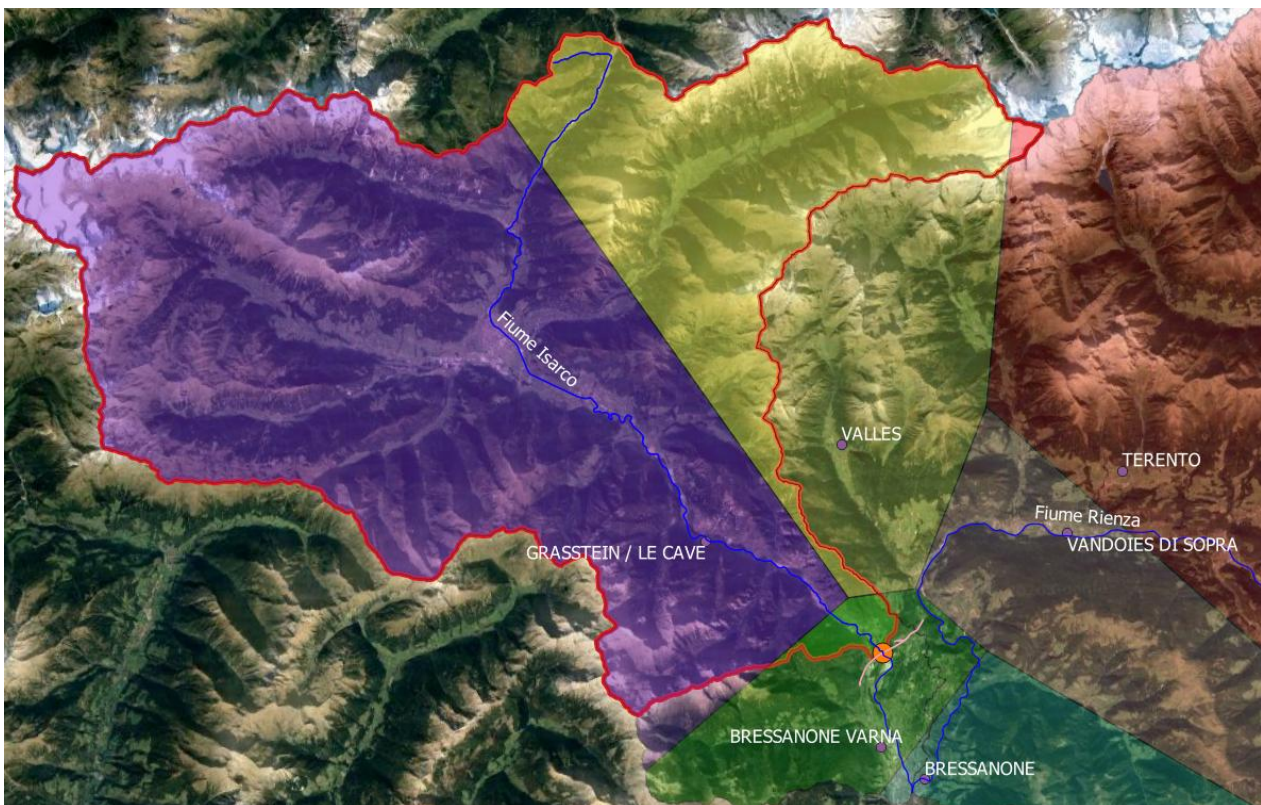 Fiume Isarco
VALLES
TERENTO
Fiume Rienza
VANDOIES DI SOPRA
GRASSTEIN / LE CAVE
BRESSANONE VARNA
BRESSANONE